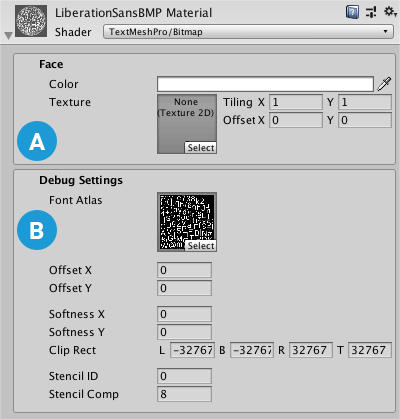 LiberationSansBMP Material
Shader TextMeshPro/Bitmap
Face
Color
Texture None (Texture 2D) Select Tiling X 1 Y 1
Offset X 0 Y 0
A
Debug Settings
Font Atlas Select
B
Offset X 0
Offset Y 0
Softness X 0
Softness Y 0
Clip Rect L -32767 B -32767 R 32767 T 32767
Stencil ID 0
Stencil Comp 8